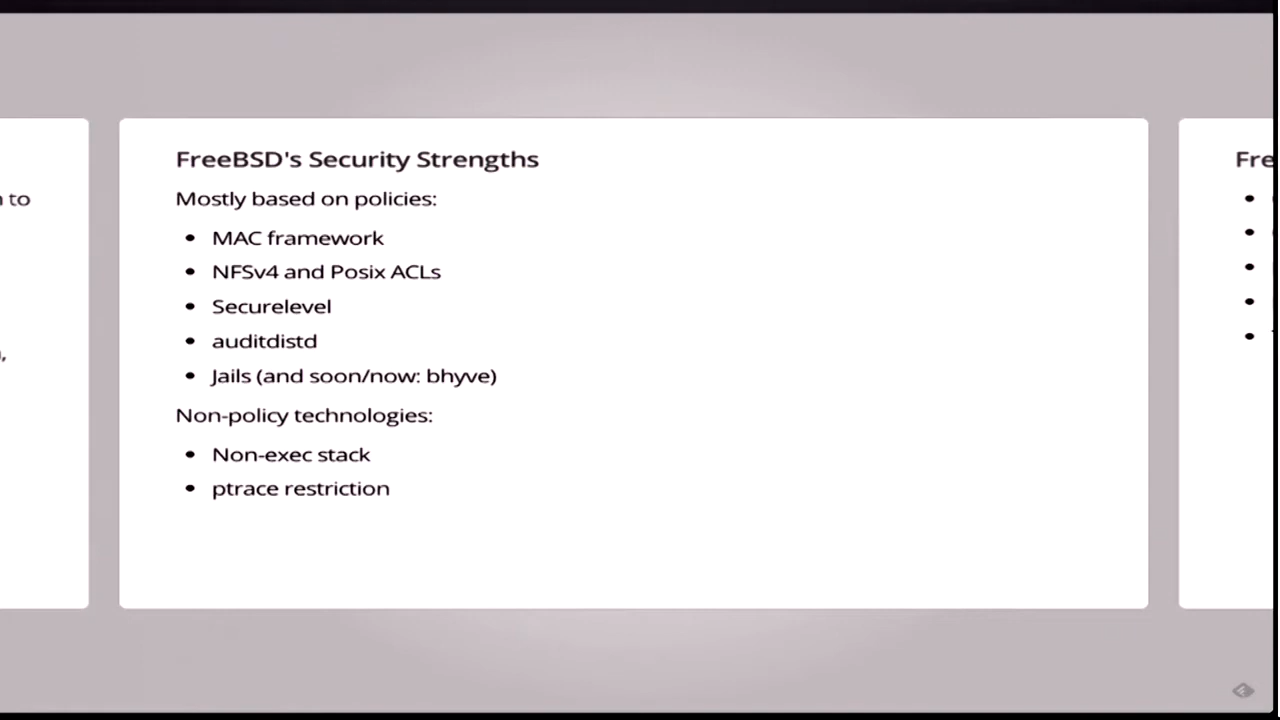 FreeBSD's Security Strengths
Mostly based on policies:
• MAC framework
• NFSv4 and Posix ACLs
• Securelevel
• auditdistd
• Jails (and soon/now: bhyve)
Non-policy technologies:
• Non-exec stack
• ptrace restriction
to
Fre